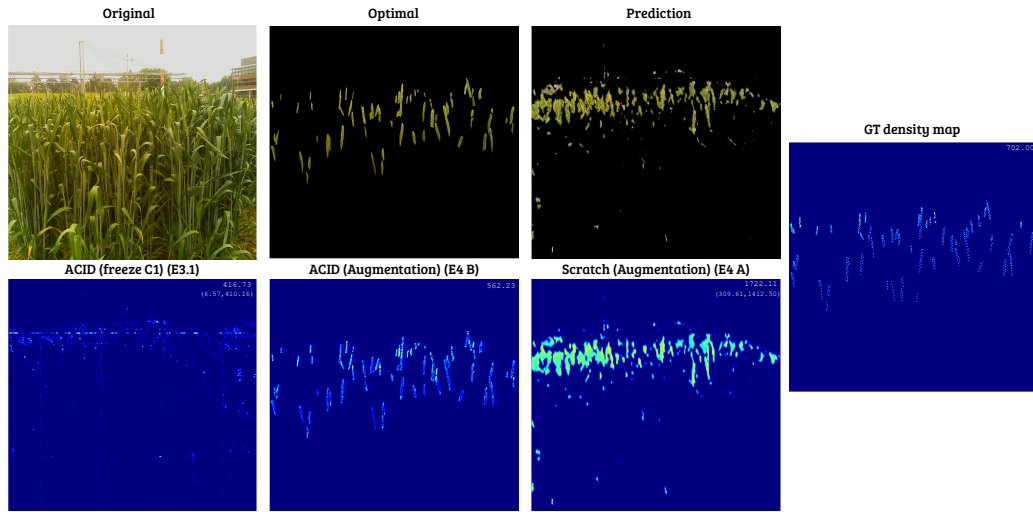 Original
Optimal
Prediction
GT density map
702.00
ACID (freeze C1) (E3.1)
ACID (Augmentation) (E4 B)
Scratch (Augmentation) (E4 A)
416.73
(6.57,410.16)
562.23
1722.11
(309.61,1412.50)